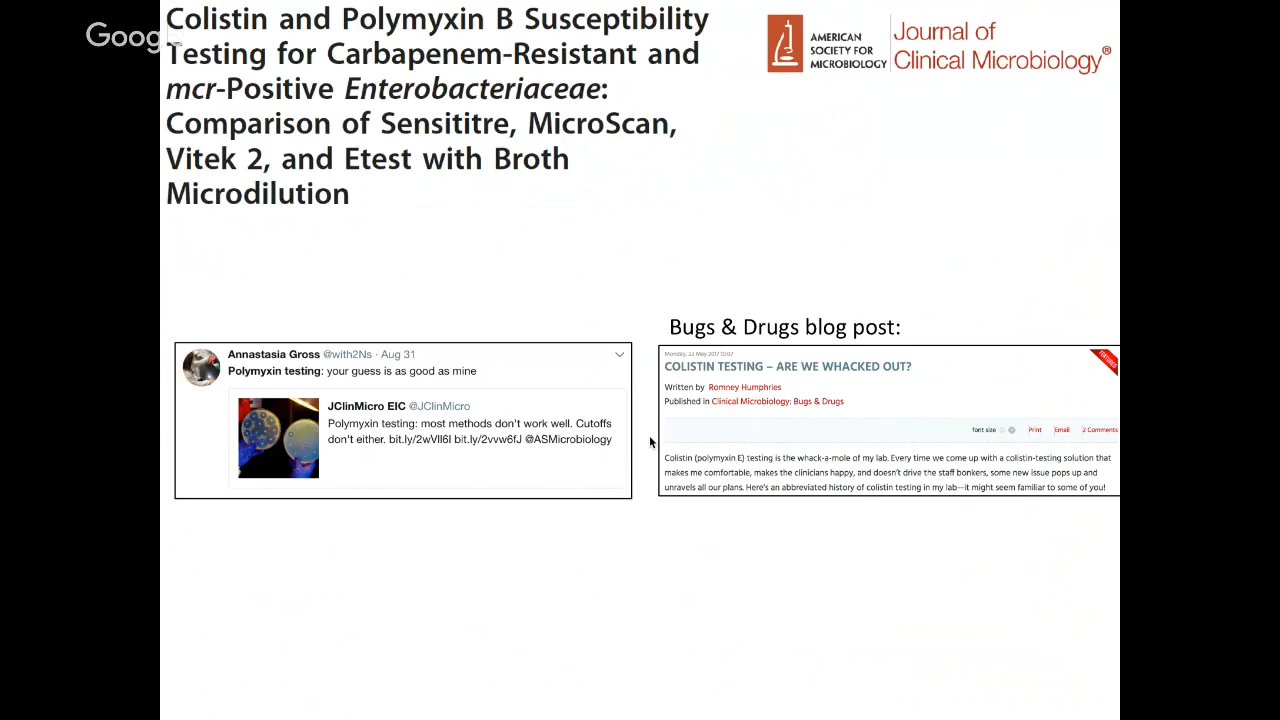 Google
Colistin and Polymyxin B Susceptibility
Testing for Carbapenem-Resistant and
mcr-Positive Enterobacteriaceae:
Comparison of Sensititre, MicroScan,
Vitek 2, and Etest with Broth
Microdilution
AMERICAN
SOCIETY FOR
MICROBIOLOGY
Journal of
Clinical Microbiology®
Annastasia Gross @with2Ns · Aug 31
Polymyxin testing: your guess is as good as mine
JClinMicro EIC @JClinMicro
Polymyxin testing: most methods don't work well. Cutoffs
don't either. bit.ly/2wVIl6I bit.ly/2vvw6fJ @ASMicrobiology
Bugs & Drugs blog post:
Monday, 22 May 2017 10:07
FEATURED
COLISTIN TESTING – ARE WE WHACKED OUT?
Written by Romney Humphries
Published in Clinical Microbiology: Bugs & Drugs
font size Print Email 2 Comments
Colistin (polymyxin E) testing is the whack-a-mole of my lab. Every time we come up with a colistin-testing solution that
makes me comfortable, makes the clinicians happy, and doesn't drive the staff bonkers, some new issue pops up and
unravels all our plans. Here's an abbreviated history of colistin testing in my lab—it might seem familiar to some of you!